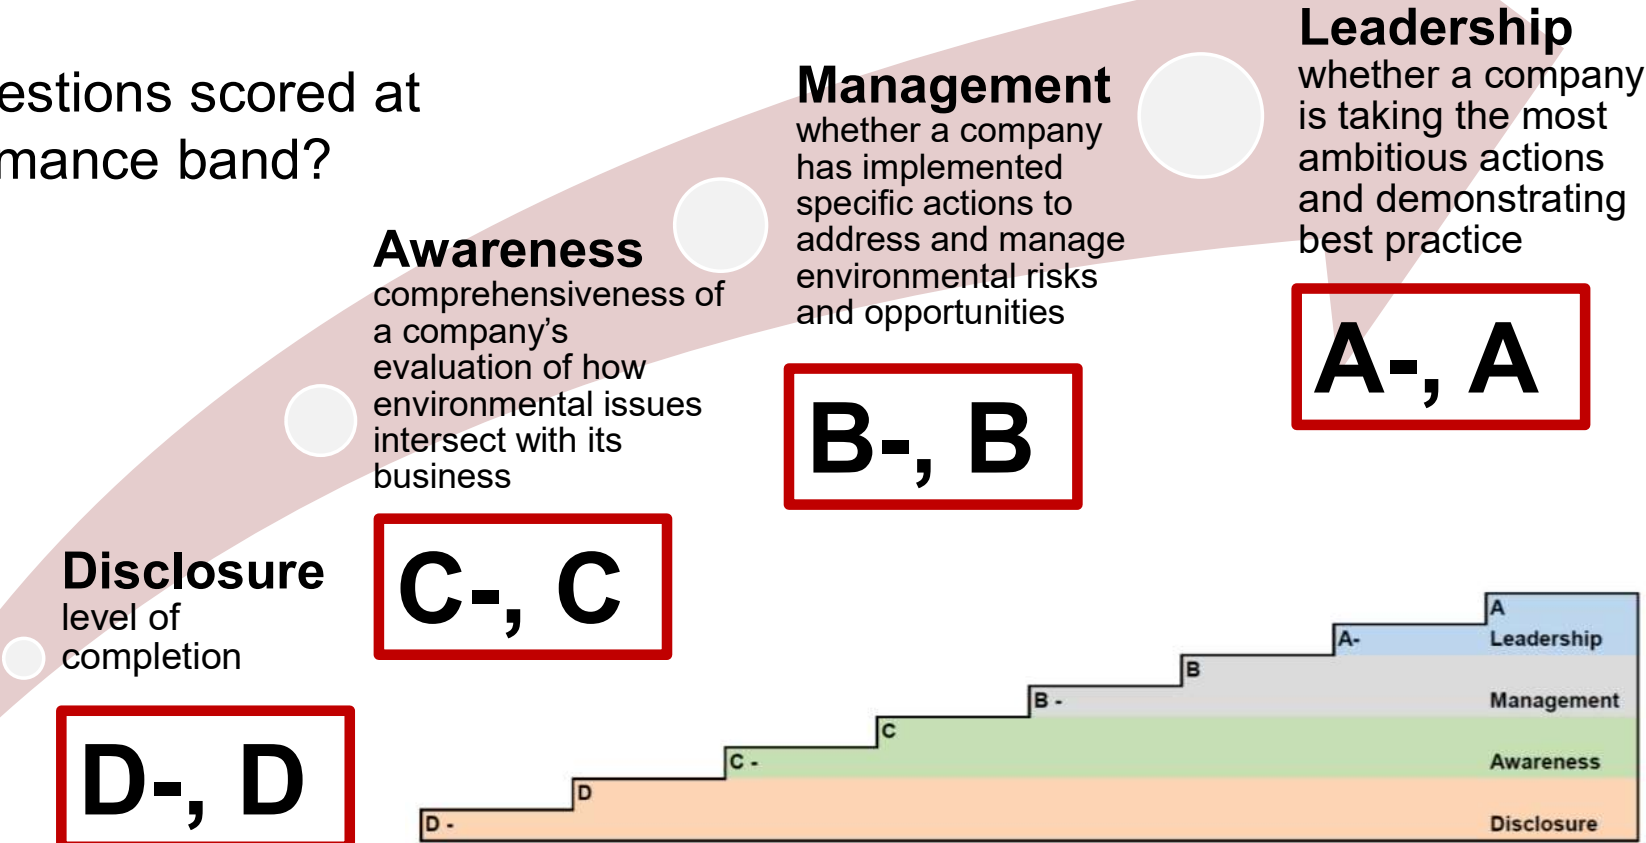 estions scored at
mance band?
Disclosure
level of
completion
D-, D
Awareness
comprehensiveness of
a company’s
evaluation of how
environmental issues
intersect with its
business
C-, C
Management
whether a company
has implemented
specific actions to
address and manage
environmental risks
and opportunities
B-, B
Leadership
whether a company
is taking the most
ambitious actions
and demonstrating
best practice
A-, A
A
A-
Leadership
B
B -
Management
C
C -
Awareness
D
D -
Disclosure